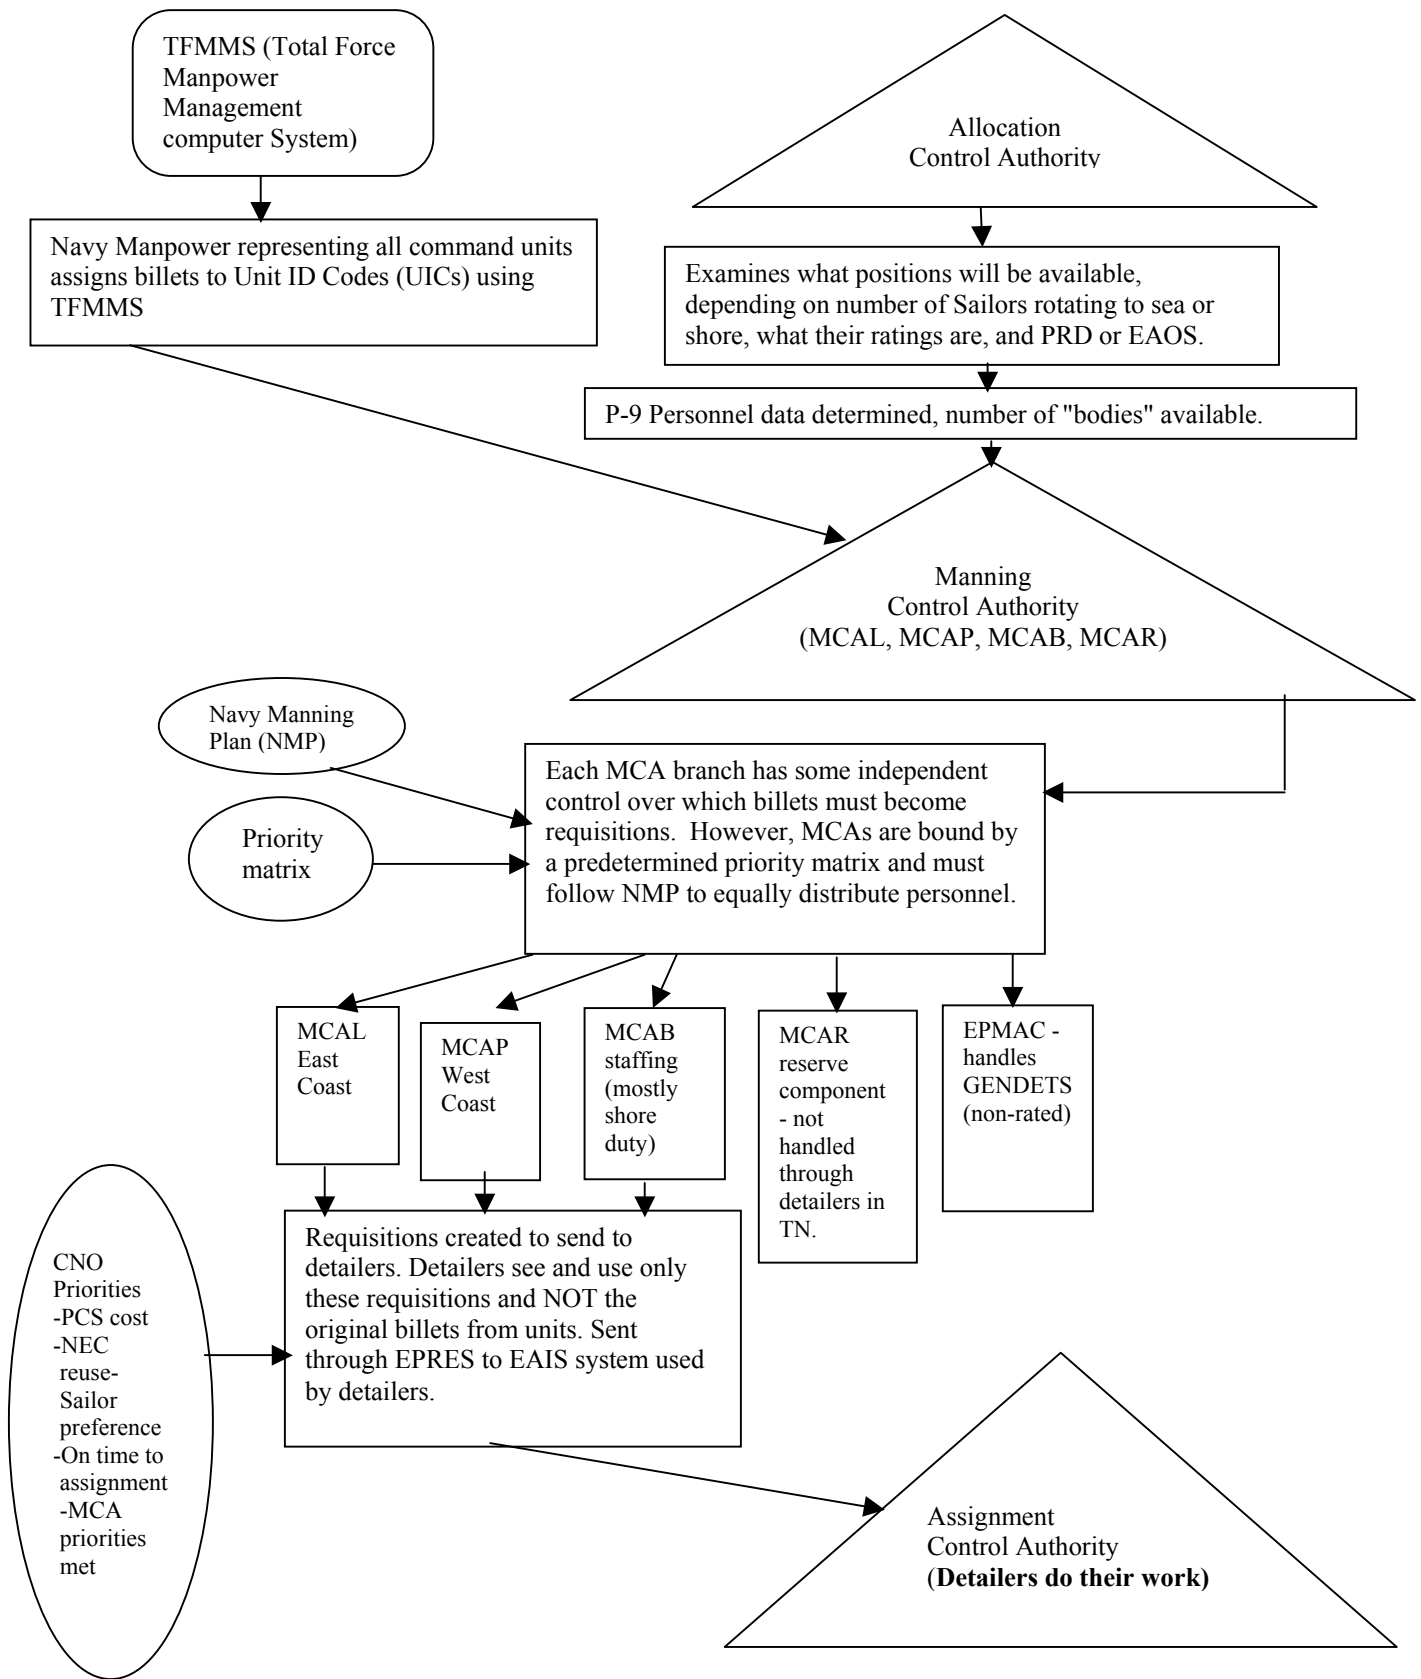 TFMMS (Total Force
Manpower
Management
computer System)
Allocation
Control Authority
Navy Manpower representing all command units
assigns billets to Unit ID Codes (UICs) using
TFMMS
Examines what positions will be available,
depending on number of Sailors rotating to sea or
shore, what their ratings are, and PRD or EAOS.
P-9 Personnel data determined, number of "bodies" available.
Manning
Control Authority
(MCAL, MCAP, MCAB, MCAR)
Navy Manning
Plan (NMP)
Priority
matrix
Each MCA branch has some independent
control over which billets must become
requisitions.  However, MCAs are bound by
a predetermined priority matrix and must
follow NMP to equally distribute personnel.
MCAL
East
Coast
MCAP
West
Coast
MCAB
staffing
(mostly
shore
duty)
MCAR
reserve
component
- not
handled
through
detailers in
TN.
EPMAC -
handles
GENDETS
(non-rated)
CNO
Priorities
-PCS cost
-NEC
reuse-
Sailor
preference
-On time to
assignment
-MCA
priorities
met
Requisitions created to send to
detailers. Detailers see and use only
these requisitions and NOT the
original billets from units. Sent
through EPRES to EAIS system used
by detailers.
Assignment
Control Authority
(Detailers do their work)